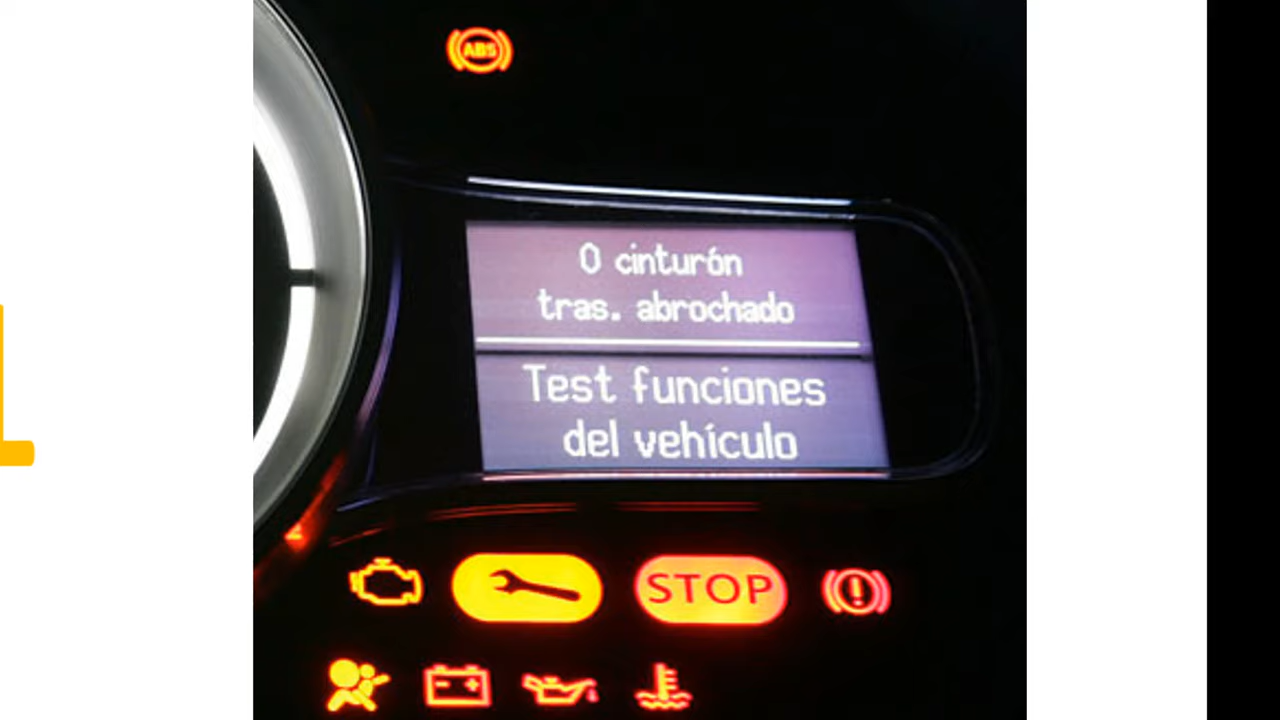 ABS
0 cinturón
tras. abrochado
Test funciones
del vehículo
STOP